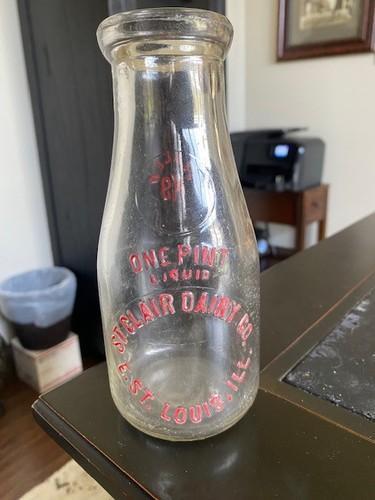 ONE PINT
LIQUID
ST. CLAIR DAIRY CO.
E. ST. LOUIS, ILL.